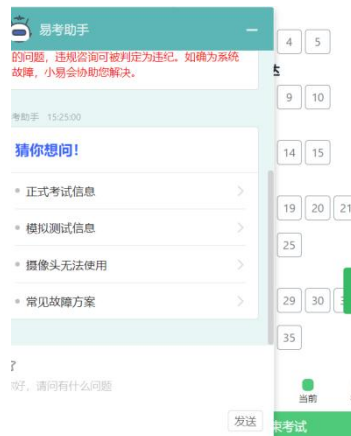 易考助手
4 5
的问题，违规咨询可被判定为违纪。如确为系统
故障，小易会协助您解决。
9 10
考助手 15:25:00
猜你想问！
14 15
正式考试信息
19 20 21
模拟测试信息
25
摄像头无法使用
常见故障方案
29 30
35
了
好，请问有什么问题
当前
发送
束考试